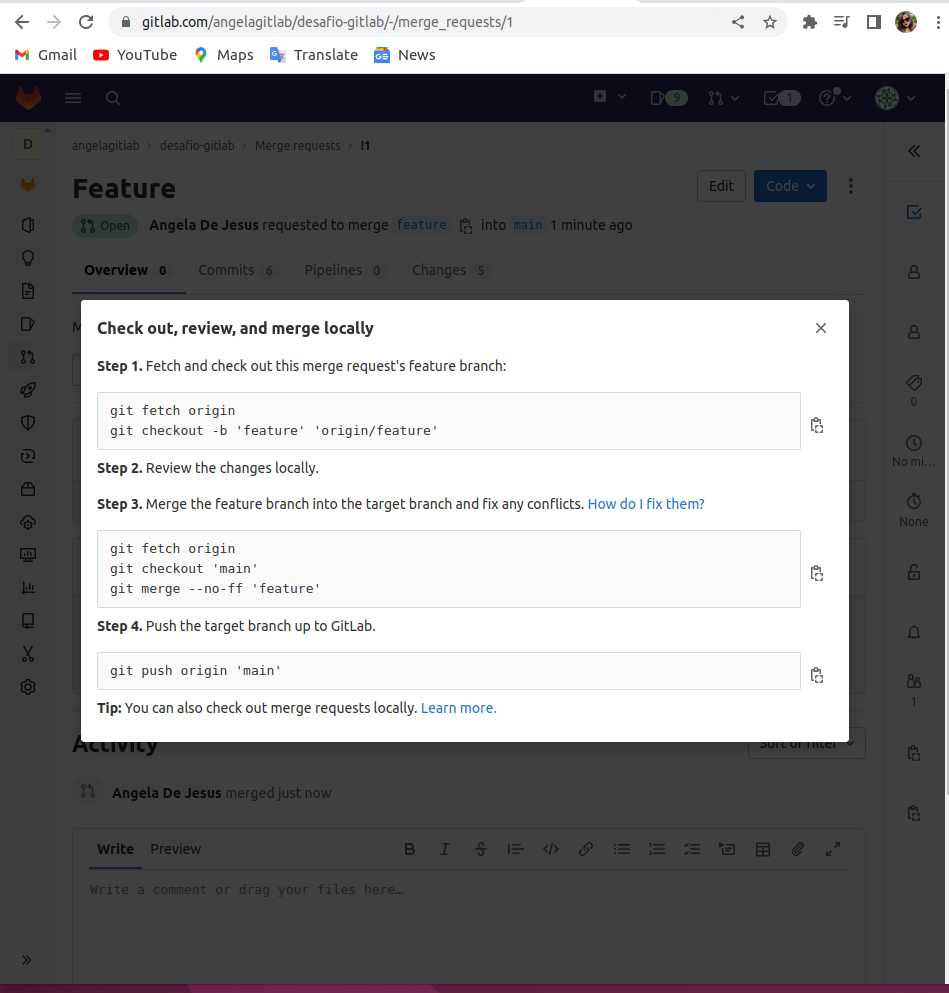 gitlab.com/angelagitlab/desafio-gitlab/-/merge_requests/1
Gmail YouTube Maps Translate News
9 1
D
angelagitlab › desafio-gitlab › Merge requests › !1
Feature
Edit Code
Open Angela De Jesus requested to merge feature into main 1 minute ago
Overview 0 Commits 6 Pipelines 0 Changes 5
Check out, review, and merge locally
Step 1. Fetch and check out this merge request's feature branch:
git fetch origin
git checkout -b 'feature' 'origin/feature'
Step 2. Review the changes locally.
Step 3. Merge the feature branch into the target branch and fix any conflicts. How do I fix them?
git fetch origin
git checkout 'main'
git merge --no-ff 'feature'
Step 4. Push the target branch up to GitLab.
git push origin 'main'
Tip: You can also check out merge requests locally. Learn more.
0
No mi...
None
1
Activity
Sort or filter
Angela De Jesus merged just now
Write Preview
Write a comment or drag your files here…